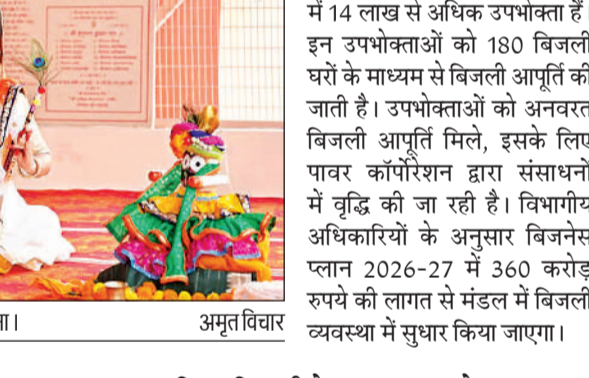 ा।
अमृत विचार
में 14 लाख से अधिक उपभोक्ता हैं।
इन उपभोक्ताओं को 180 बिजली
घरों के माध्यम से बिजली आपूर्ति की
जाती है। उपभोक्ताओं को अनवरत
बिजली आपूर्ति मिले, इसके लिए
पावर कॉर्पोरेशन द्वारा संसाधनों
में वृद्धि की जा रही है। विभागीय
अधिकारियों के अनुसार बिजनेस
प्लान 2026-27 में 360 करोड़
रुपये की लागत से मंडल में बिजली
व्यवस्था में सुधार किया जाएगा।